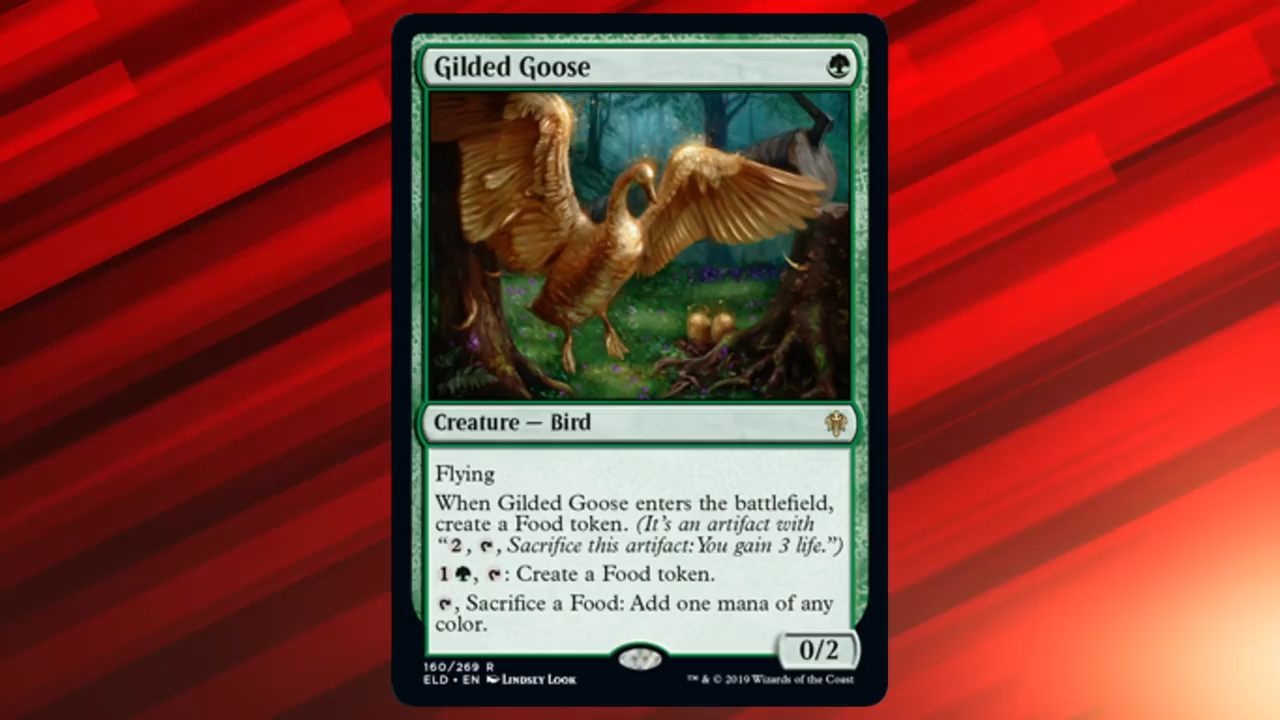 Gilded Goose
Creature — Bird
Flying
When Gilded Goose enters the battlefield,
create a Food token. (It's an artifact with
“2, , Sacrifice this artifact: You gain 3 life.”)
1 , : Create a Food token.
, Sacrifice a Food: Add one mana of any
color.
0/2
160/269 R
ELD • EN Lindsey Look
™ & © 2019 Wizards of the Coast